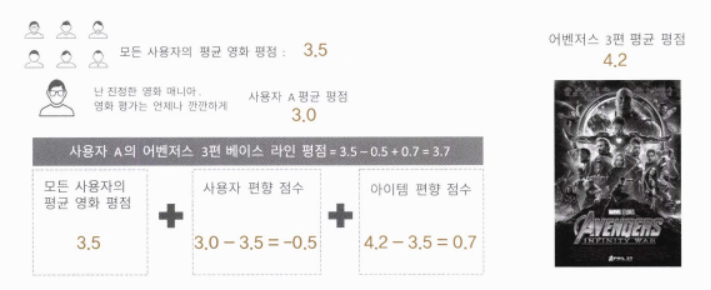 모든 사용자의 평균 영화 평점 : 3.5
난 진정한 영화 매니아.
영화 평가는 언제나 깐깐하게
사용자 A 평균 평점
3.0
어벤저스 3편 평균 평점
4.2
사용자 A의 어벤저스 3편 베이스 라인 평점 = 3.5 − 0.5 + 0.7 = 3.7
모든 사용자의
평균 영화 평점
3.5
사용자 편향 점수
3.0 − 3.5 = −0.5
아이템 편향 점수
4.2 − 3.5 = 0.7
MARVEL STUDIOS
AVENGERS
INFINITY WAR
APRIL 27